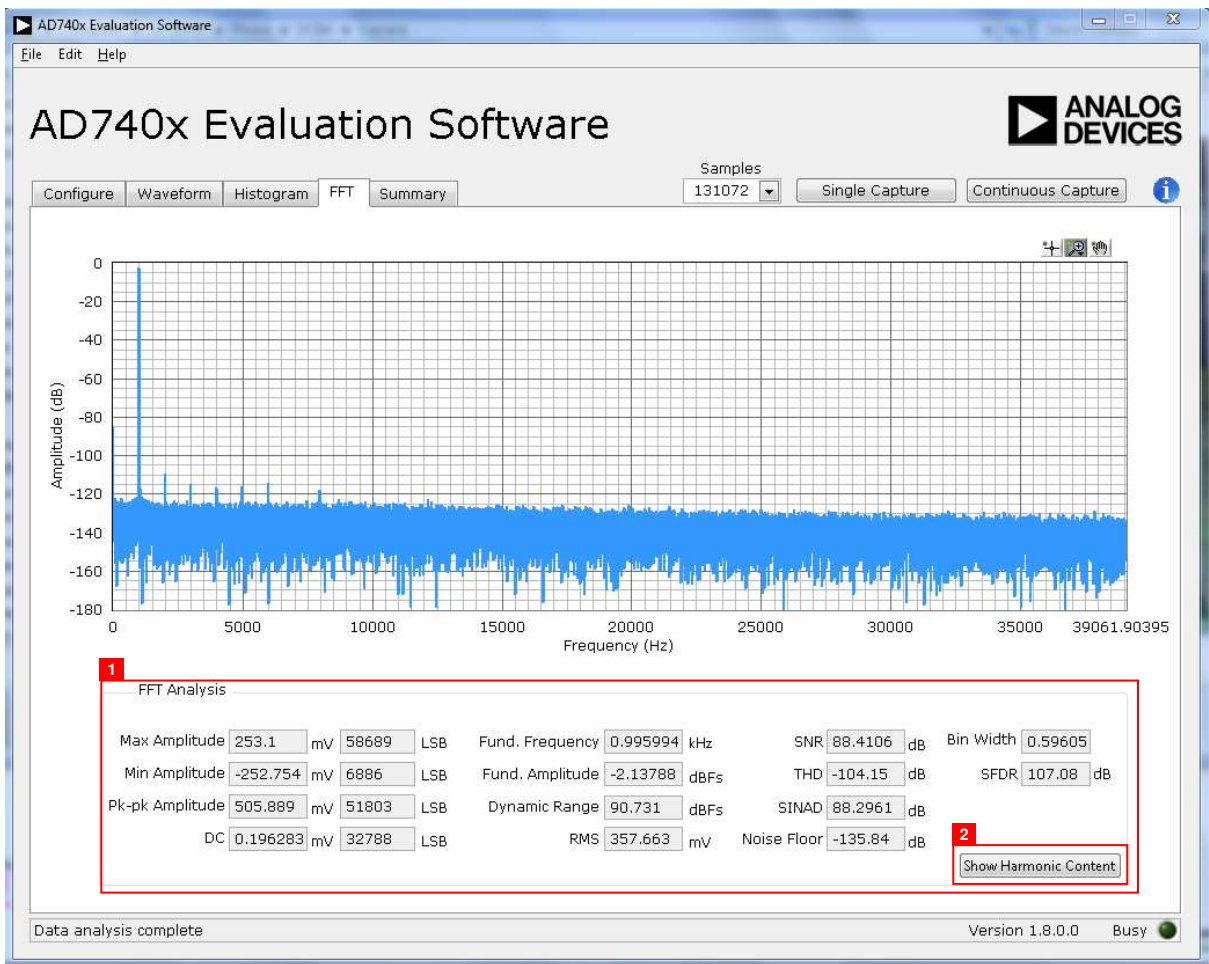 AD740x Evaluation Software
File Edit Help
AD740x Evaluation Software
ANALOG
DEVICES
Samples
Configure Waveform Histogram FFT Summary 131072 Single Capture Continuous Capture i
0
-20
-40
-60
-80
-100
-120
-140
-160
-180
Amplitude (dB)
0 5000 10000 15000 20000 25000 30000 35000 39061.90395
Frequency (Hz)
1
FFT Analysis
Max Amplitude 253.1 mV 58689 LSB Fund. Frequency 0.995994 kHz SNR 88.4106 dB Bin Width 0.59605
Min Amplitude -252.754 mV 6886 LSB Fund. Amplitude -2.13788 dBFs THD -104.15 dB SFDR 107.08 dB
Pk-pk Amplitude 505.889 mV 51803 LSB Dynamic Range 90.731 dBFs SINAD 88.2961 dB
DC 0.196283 mV 32788 LSB RMS 357.663 mV Noise Floor -135.84 dB
2
Show Harmonic Content
Data analysis complete Version 1.8.0.0 Busy